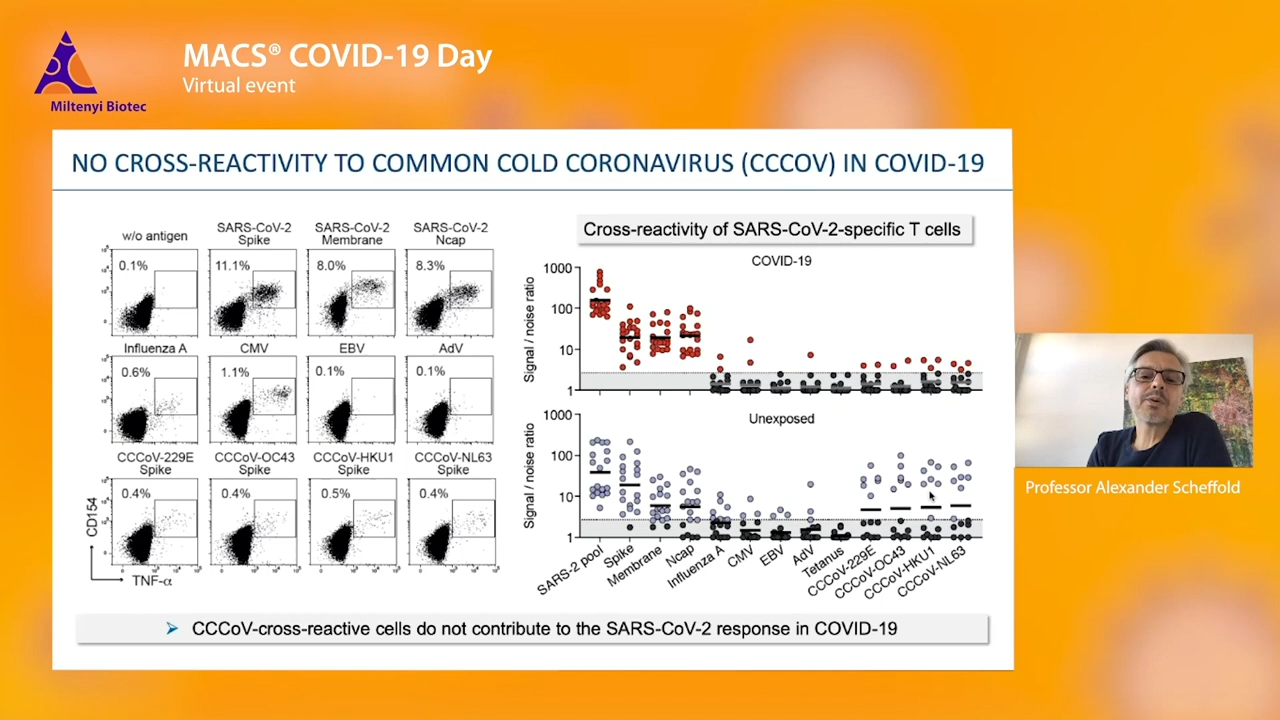 MACS® COVID-19 Day
Virtual event
Miltenyi Biotec
NO CROSS-REACTIVITY TO COMMON COLD CORONAVIRUS (CCCOV) IN COVID-19
w/o antigen
SARS-CoV-2
Spike
SARS-CoV-2
Membrane
SARS-CoV-2
Ncap
0.1%
11.1%
8.0%
8.3%
Influenza A
CMV
EBV
AdV
0.6%
1.1%
0.1%
0.1%
CCCoV-229E
Spike
CCCoV-OC43
Spike
CCCoV-HKU1
Spike
CCCoV-NL63
Spike
0.4%
0.4%
0.5%
0.4%
CD154
TNF-α
Cross-reactivity of SARS-CoV-2-specific T cells
COVID-19
Signal / noise ratio
1000
100
10
1
Unexposed
Signal / noise ratio
1000
100
10
1
SARS-2 pool
Spike
Membrane
Ncap
Influenza A
CMV
EBV
AdV
Tetanus
CCCoV-229E
CCCoV-OC43
CCCoV-HKU1
CCCoV-NL63
CCCoV-cross-reactive cells do not contribute to the SARS-CoV-2 response in COVID-19
Professor Alexander Scheffold